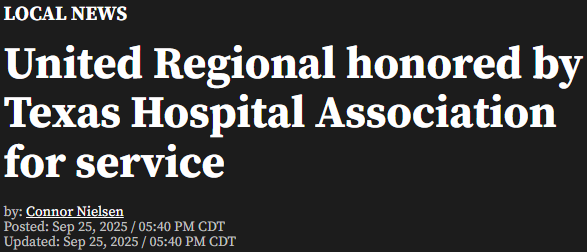 LOCAL NEWS
United Regional honored by
Texas Hospital Association
for service
by: Connor Nielsen
Posted: Sep 25, 2025 / 05:40 PM CDT
Updated: Sep 25, 2025 / 05:40 PM CDT